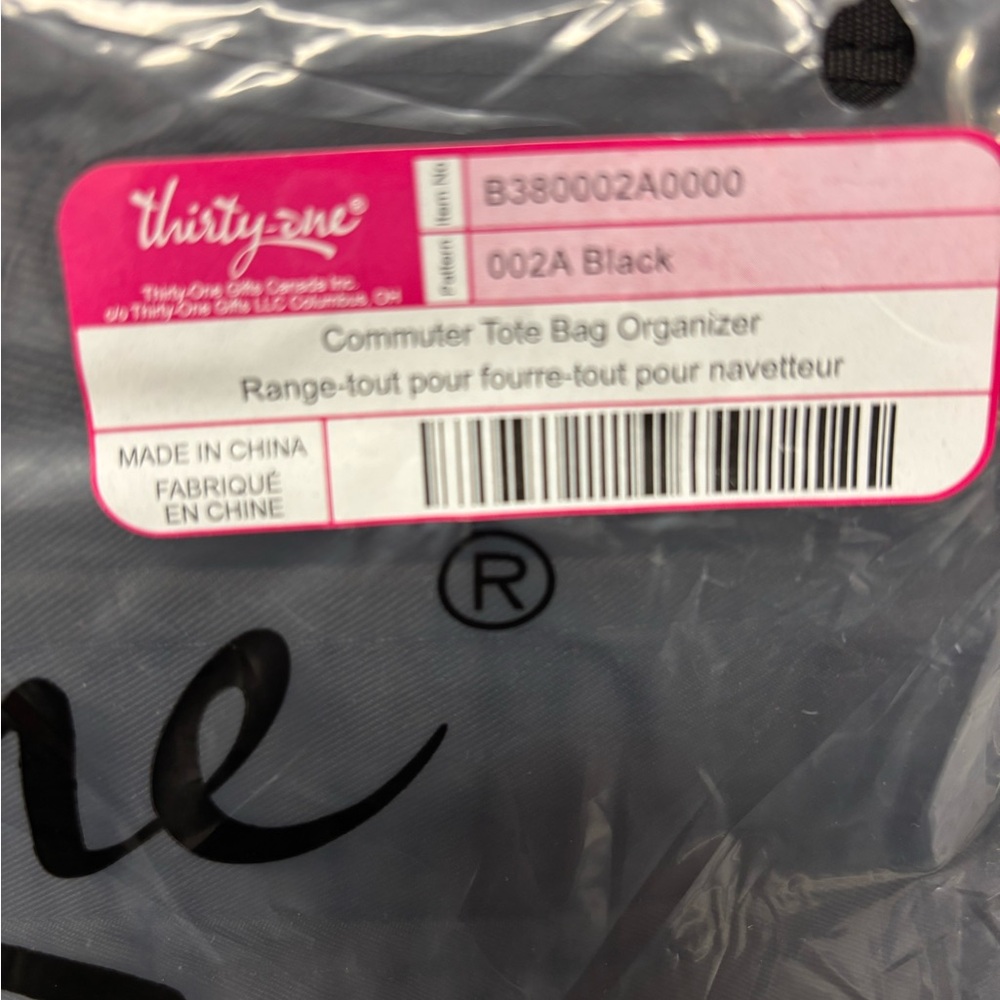 thirty-one®
Thirty-One Gifts Canada Inc.
c/o Thirty-One Gifts LLC Columbus, OH
Item No
B380002A0000
Pattern
002A Black
Commuter Tote Bag Organizer
Range-tout pour fourre-tout pour navetteur
MADE IN CHINA
FABRIQUÉ
EN CHINE
®
ne